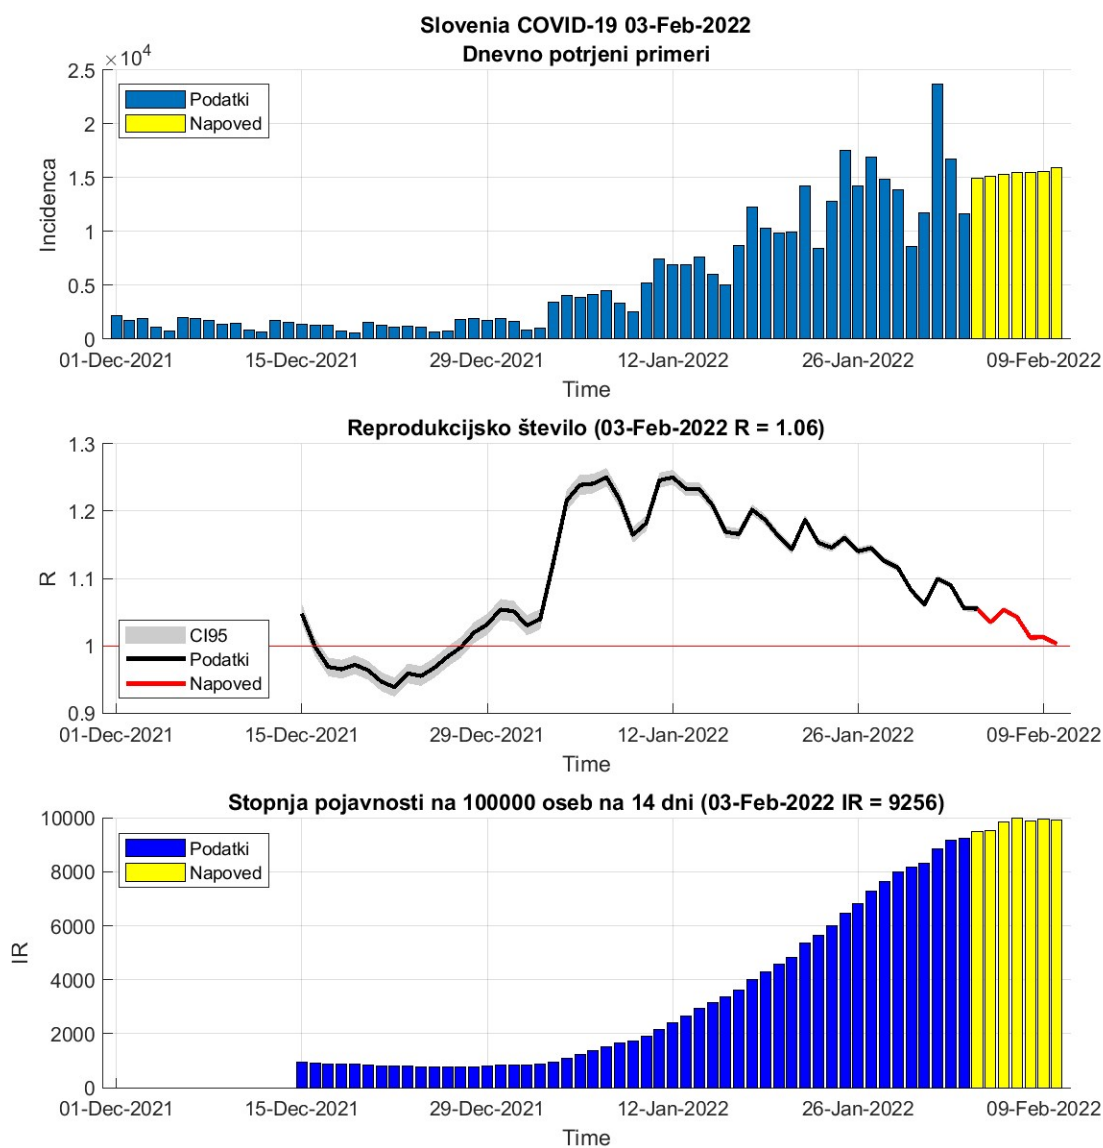 Slovenia COVID-19 03-Feb-2022
Dnevno potrjeni primeri
×10⁴
2.5
2
1.5
1
0.5
0
Incidenca
Podatki
Napoved
01-Dec-2021 15-Dec-2021 29-Dec-2021 12-Jan-2022 26-Jan-2022 09-Feb-2022
Time
Reprodukcijsko število (03-Feb-2022 R = 1.06)
1.3
1.2
1.1
1
0.9
R
CI95
Podatki
Napoved
01-Dec-2021 15-Dec-2021 29-Dec-2021 12-Jan-2022 26-Jan-2022 09-Feb-2022
Time
Stopnja pojavnosti na 100000 oseb na 14 dni (03-Feb-2022 IR = 9256)
10000
8000
6000
4000
2000
0
IR
Podatki
Napoved
01-Dec-2021 15-Dec-2021 29-Dec-2021 12-Jan-2022 26-Jan-2022 09-Feb-2022
Time